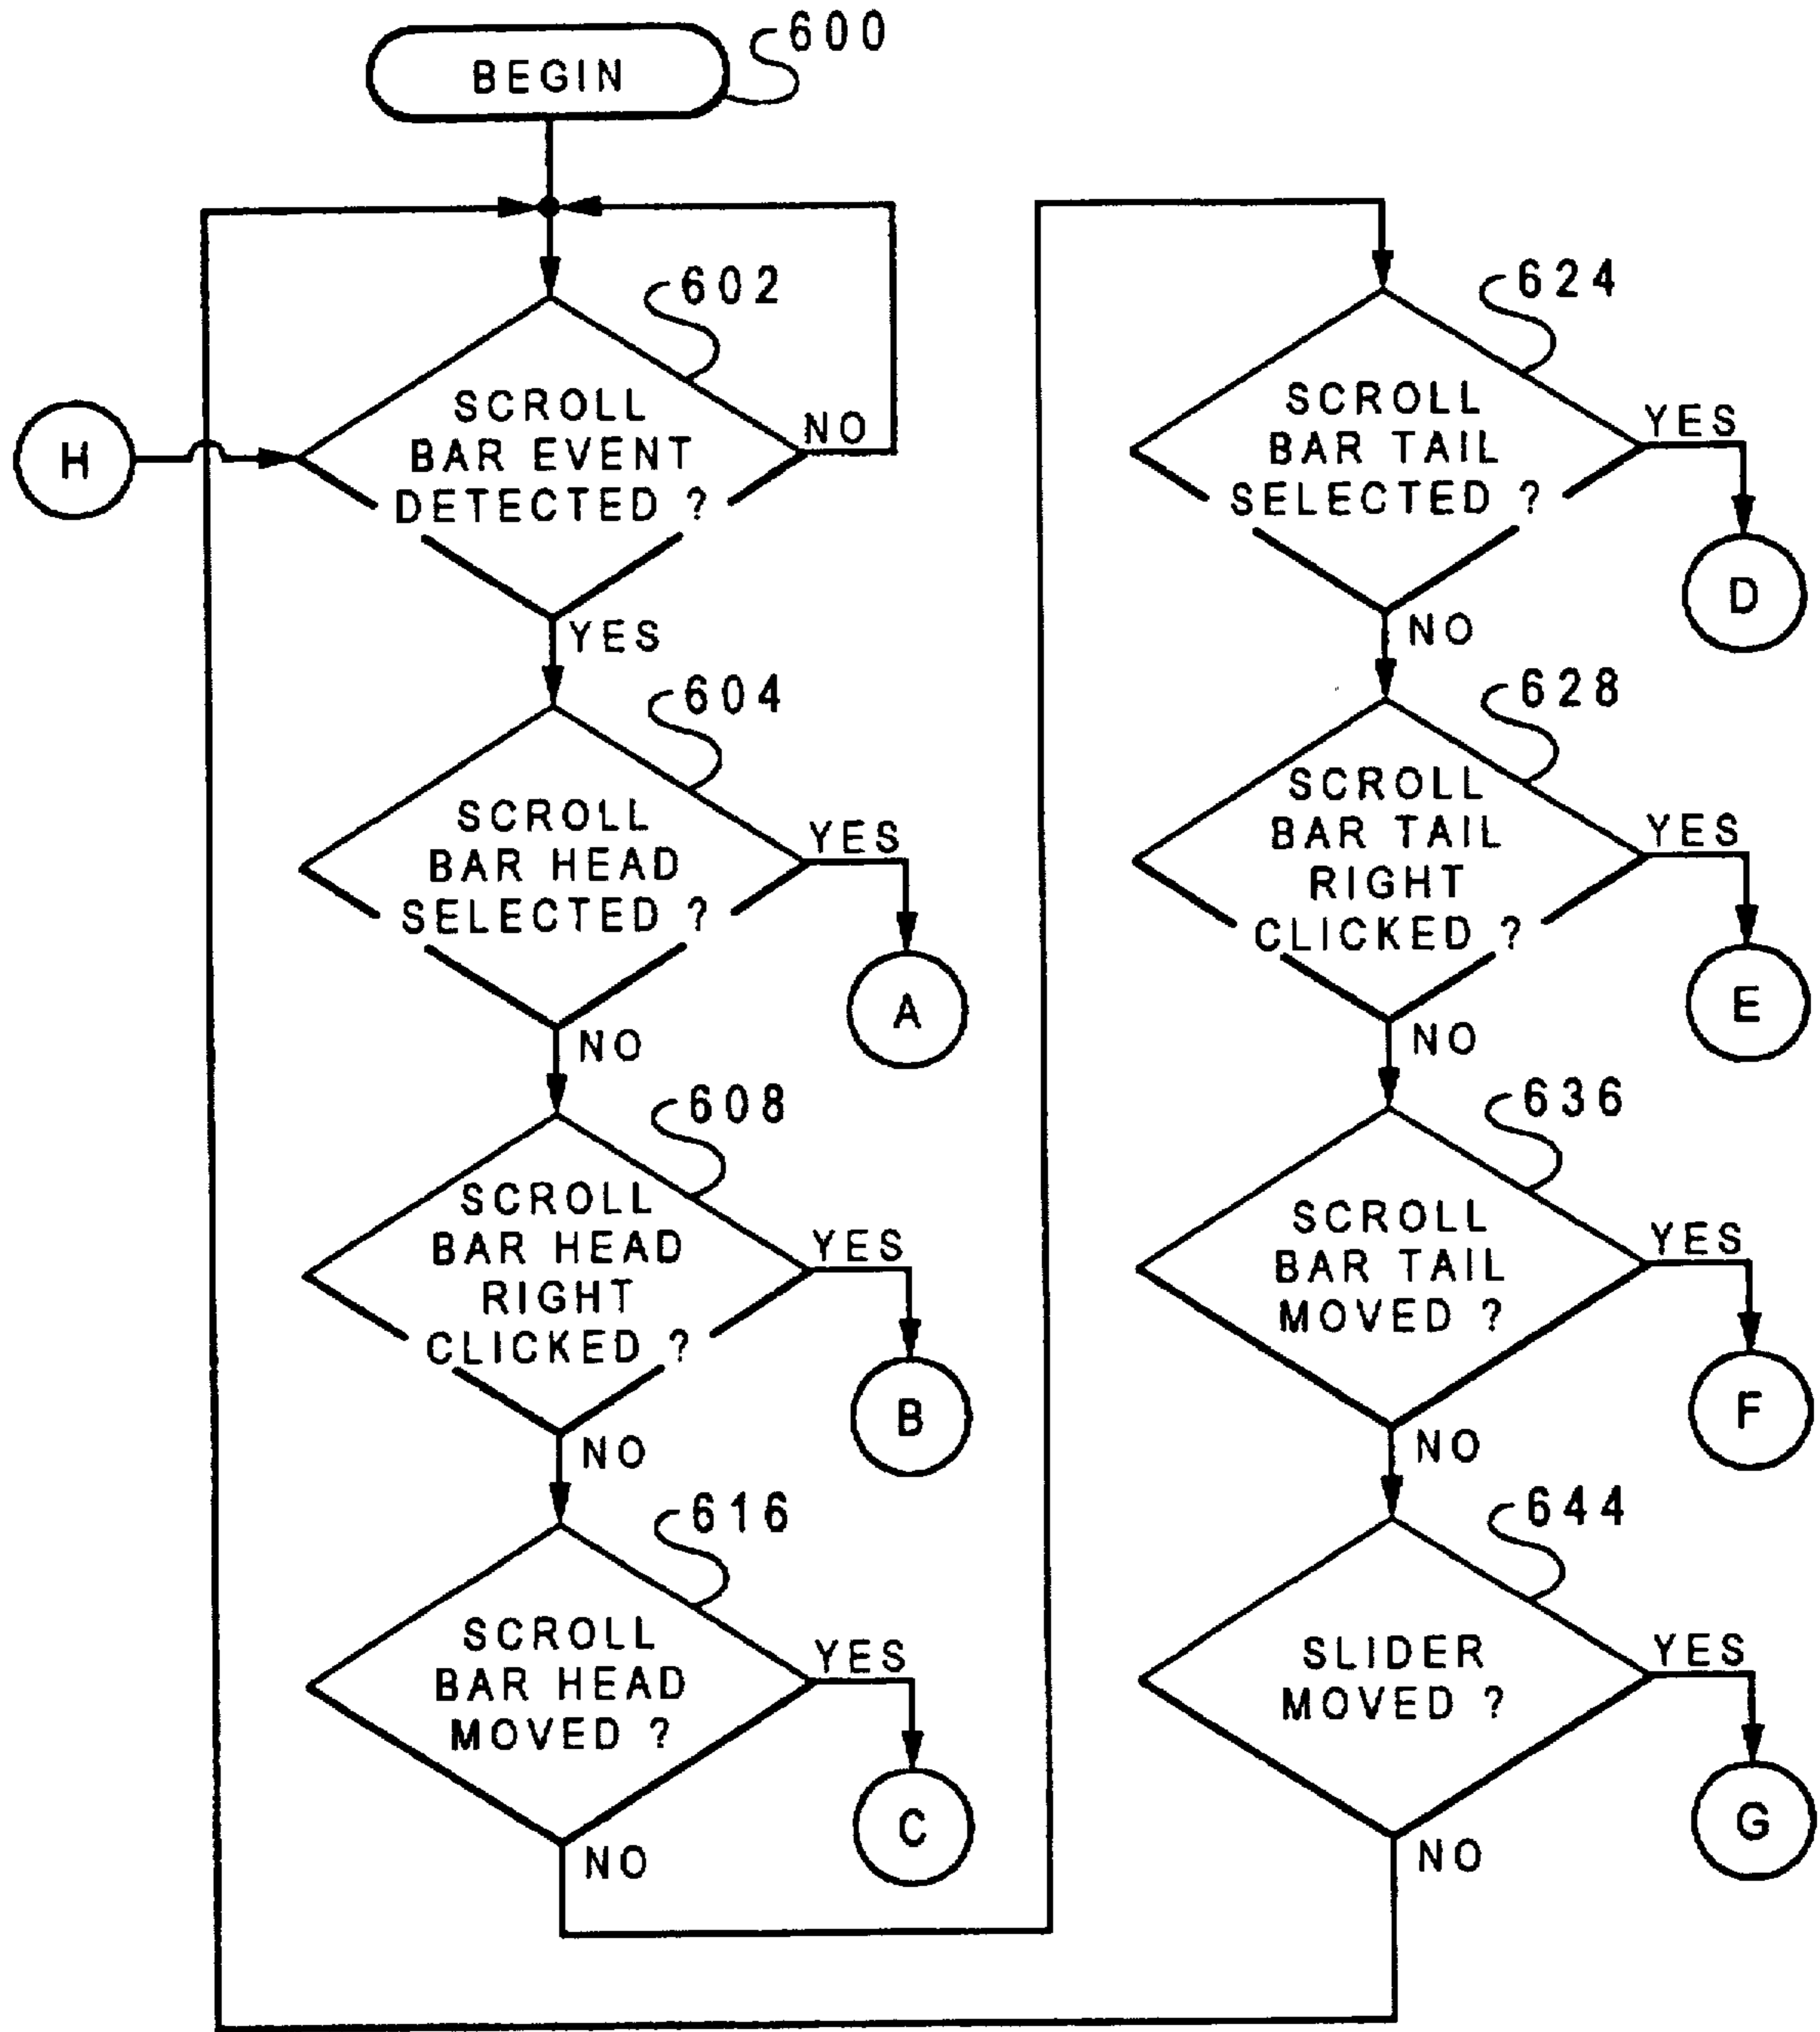 BEGIN
600
602
SCROLL
BAR EVENT
DETECTED ?
NO
H
YES
604
SCROLL
BAR HEAD
SELECTED ?
YES
A
NO
608
SCROLL
BAR HEAD
RIGHT
CLICKED ?
YES
B
NO
616
SCROLL
BAR HEAD
MOVED ?
YES
C
NO
624
SCROLL
BAR TAIL
SELECTED ?
YES
D
NO
628
SCROLL
BAR TAIL
RIGHT
CLICKED ?
YES
E
NO
636
SCROLL
BAR TAIL
MOVED ?
YES
F
NO
644
SLIDER
MOVED ?
YES
G
NO